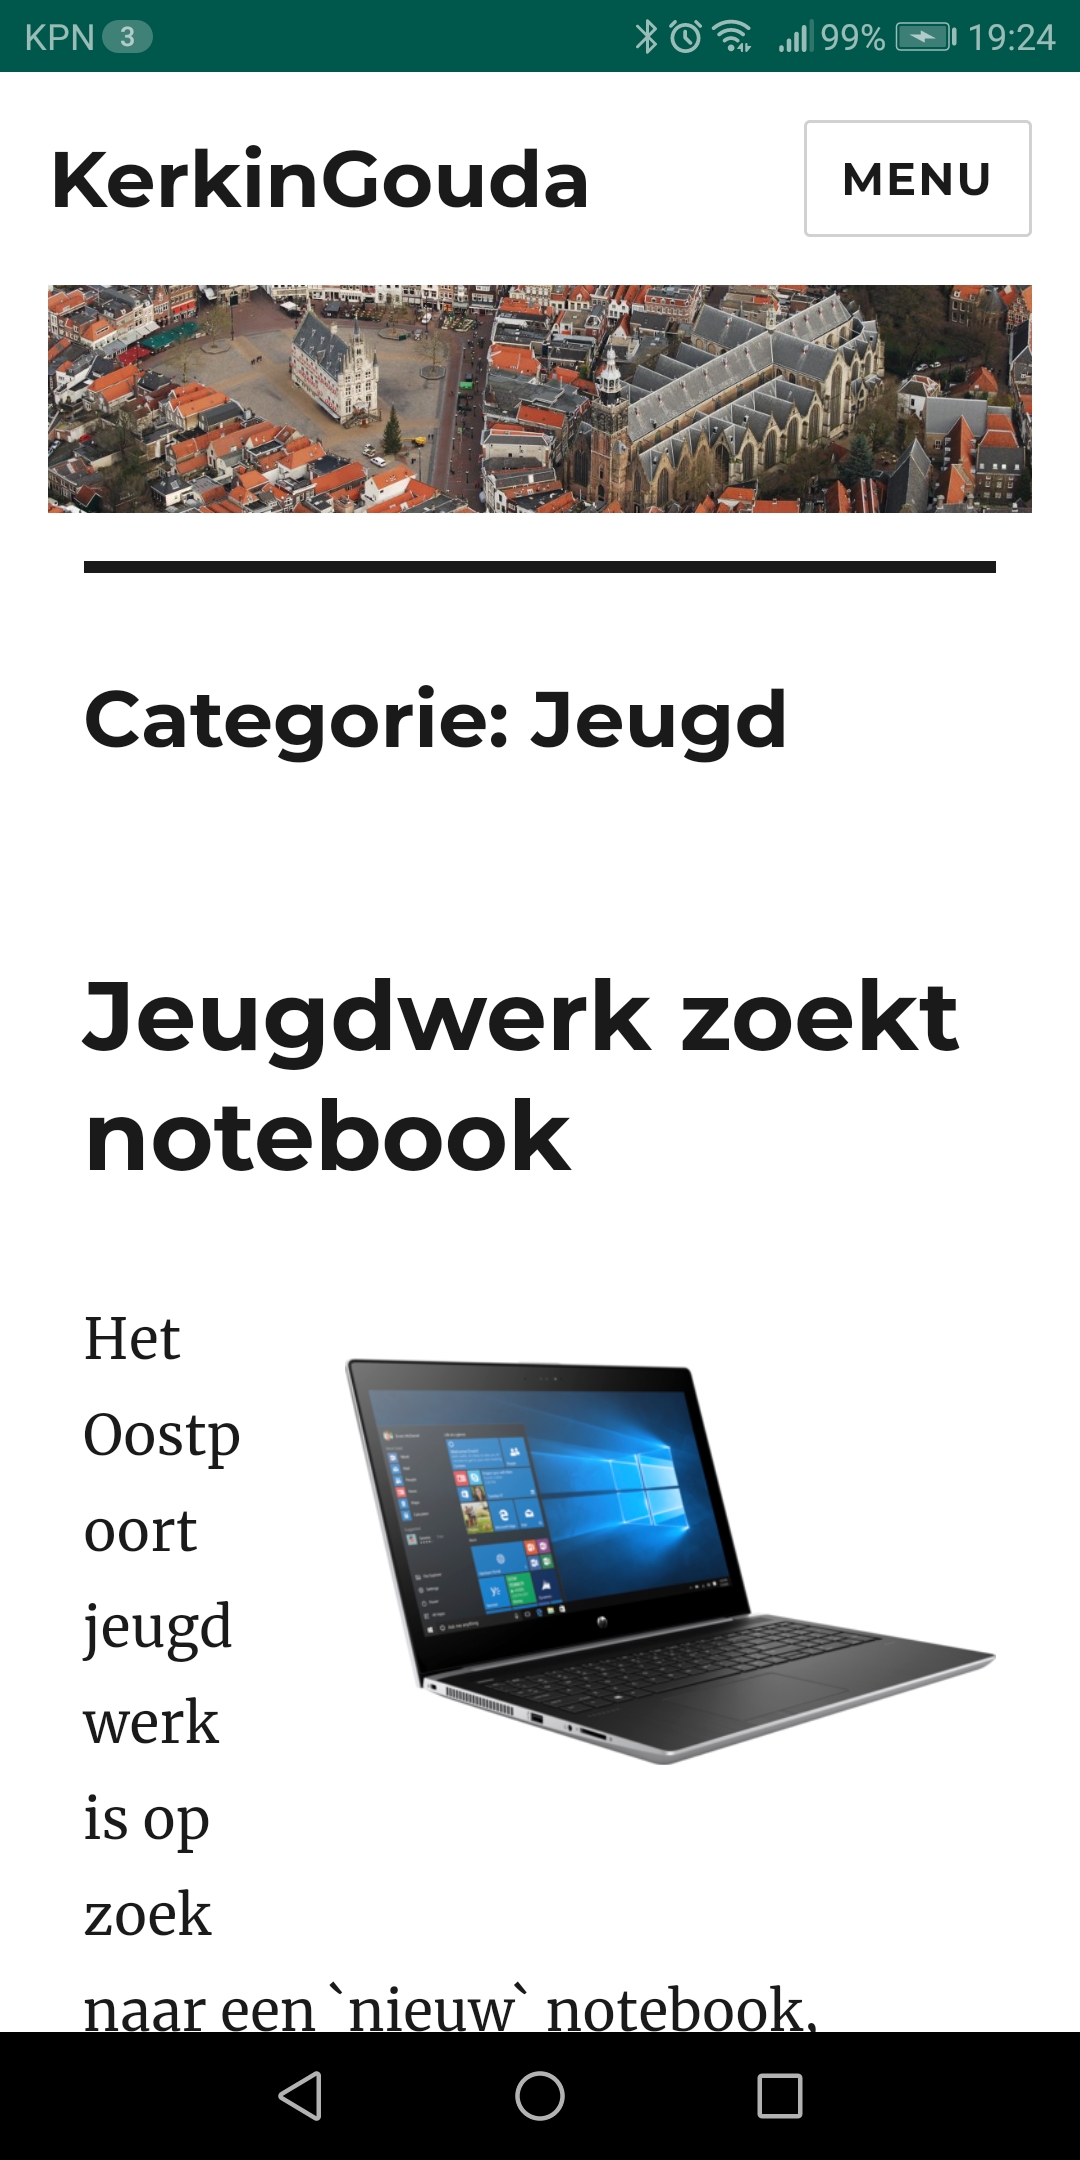 KPN 3 99% 19:24
KerkinGouda
MENU
Categorie: Jeugd
Jeugdwerk zoekt
notebook
Het
Oostp
oort
jeugd
werk
is op
zoek
naar een `nieuw` notebook,